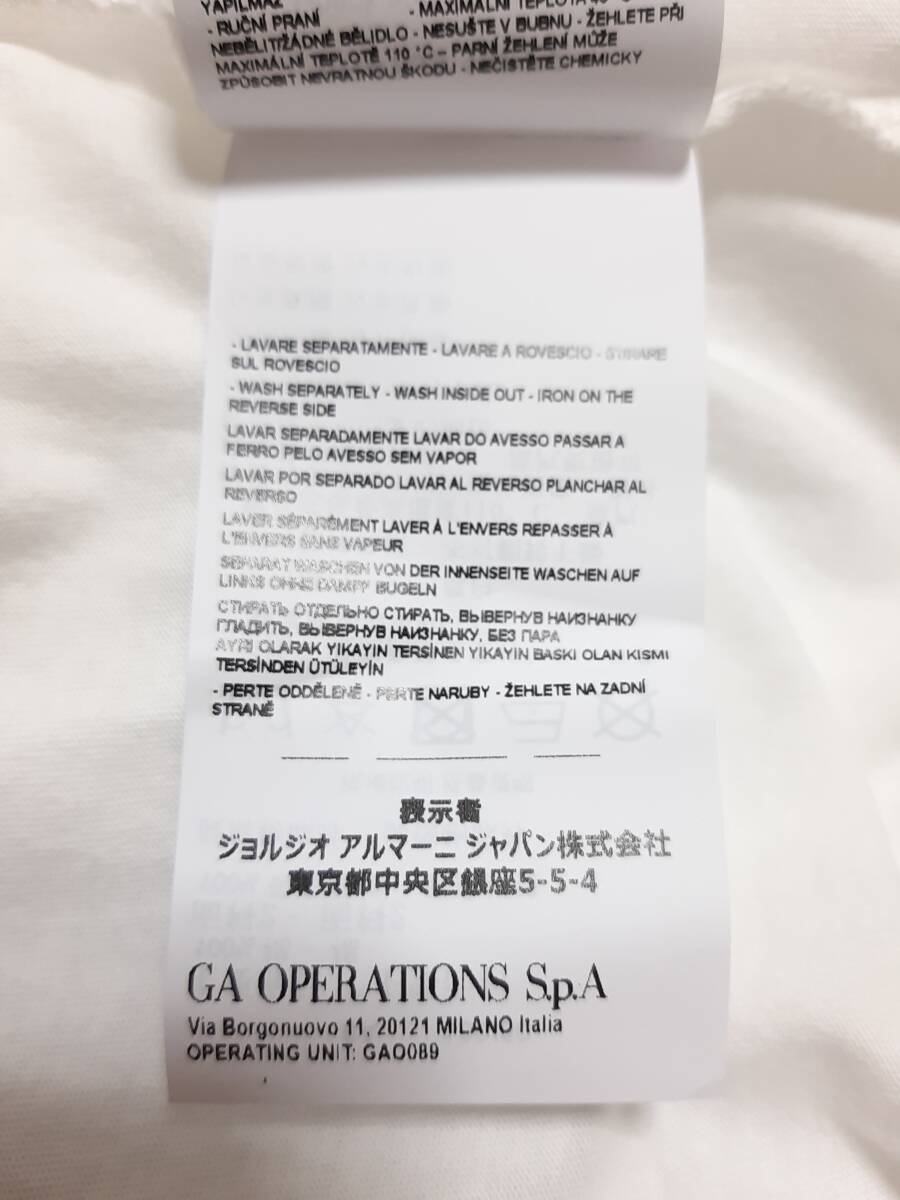 YAPILMAZ
- RUČNÍ PRANÍ - MAXIMÁLNÍ TEPLOTA
NEBĚLITŽÁDNÉ BĚLIDLO - NESUŠTE V BUBNU - ŽEHLETE PŘI
MAXIMÁLNÍ TEPLOTĚ 110 °C – PARNÍ ŽEHLENÍ MŮŽE
ZPŮSOBIT NEVRATNOU ŠKODU - NEČISTĚTE CHEMICKY
- LAVARE SEPARATAMENTE - LAVARE A ROVESCIO - STIRARE
SUL ROVESCIO
- WASH SEPARATELY - WASH INSIDE OUT - IRON ON THE
REVERSE SIDE
LAVAR SEPARADAMENTE LAVAR DO AVESSO PASSAR A
FERRO PELO AVESSO SEM VAPOR
LAVAR POR SEPARADO LAVAR AL REVERSO PLANCHAR AL
REVERSO
LAVER SÉPARÉMENT LAVER À L'ENVERS REPASSER À
L'ENVERS SANS VAPEUR
SEPARAT WASCHEN VON DER INNENSEITE WASCHEN AUF
LINKS OHNE DAMPF BUGELN
СТИРАТЬ ОТДЕЛЬНО СТИРАТЬ, ВЫВЕРНУВ НАИЗНАНКУ
ГЛАДИТЬ, ВЫВЕРНУВ НАИЗНАНКУ, БЕЗ ПАРА
AYRI OLARAK YIKAYIN TERSİNEN YIKAYIN BASKI OLAN KISMI
TERSİNDEN ÜTÜLEYİN
- PERTE ODDĚLENĚ - PERTE NARUBY - ŽEHLETE NA ZADNÍ
STRANĚ
表示者
ジョルジオ アルマーニ ジャパン株式会社
東京都中央区銀座5-5-4
GA OPERATIONS S.p.A
Via Borgonuovo 11, 20121 MILANO Italia
OPERATING UNIT: GAO089